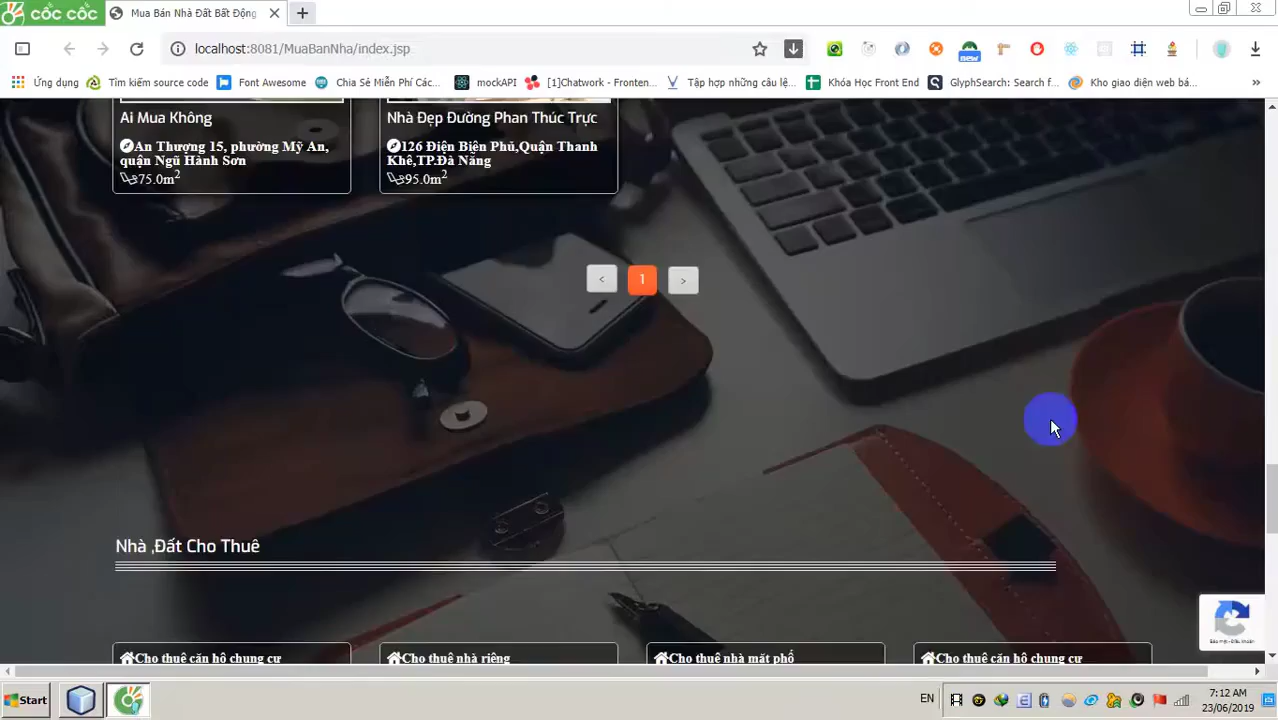 cốc cốc
Mua Bán Nhà Đất Bất Động
localhost:8081/MuaBanNha/index.jsp
new
Ứng dụng
Tìm kiếm source code
Font Awesome
Chia Sẻ Miễn Phí Các...
mockAPI
[1]Chatwork - Fronten...
Tập hợp những câu lệ...
Khóa Học Front End
GlyphSearch: Search f...
Kho giao diện web bá...
»
Ai Mua Không
An Thượng 15, phường Mỹ An,
quận Ngũ Hành Sơn
75.0m2
Nhà Đẹp Đường Phan Thúc Trực
126 Điện Biên Phủ,Quận Thanh
Khê,TP.Đà Nẵng
95.0m2
< 1 >
Nhà ,Đất Cho Thuê
Cho thuê căn hộ chung cư
Cho thuê nhà riêng
Cho thuê nhà mặt phố
Cho thuê căn hộ chung cư
Bảo mật - Điều khoản
Start
EN
7:12 AM
23/06/2019